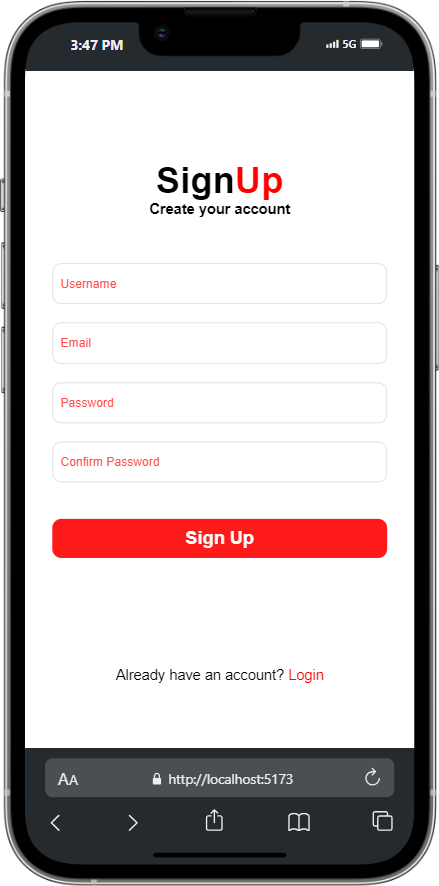 3:47 PM 5G
SignUp
Create your account
Username
Email
Password
Confirm Password
Sign Up
Already have an account? Login
AA http://localhost:5173